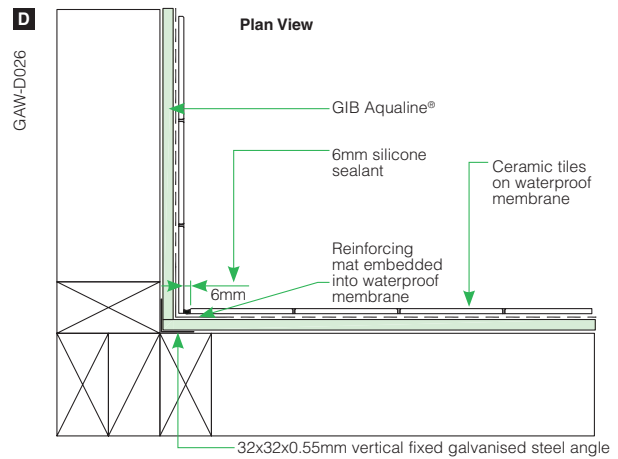 D
Plan View
GAW-D026
GIB Aqualine®
6mm silicone
sealant
Ceramic tiles
on waterproof
membrane
Reinforcing
mat embedded
into waterproof
membrane
6mm
32x32x0.55mm vertical fixed galvanised steel angle